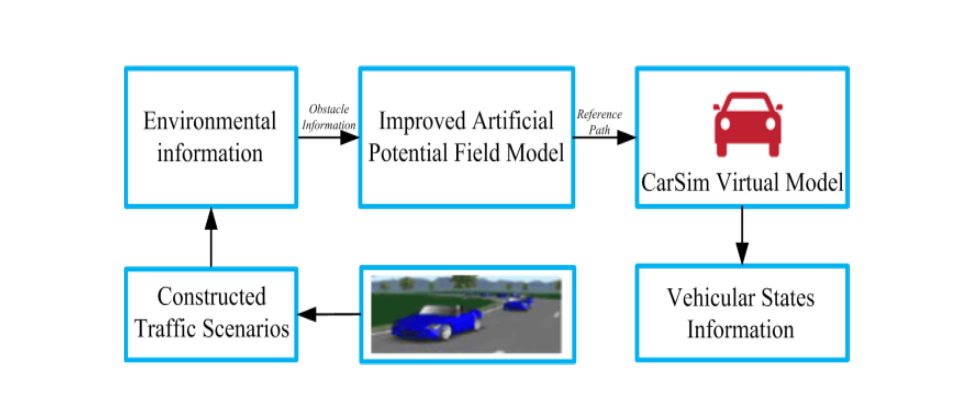 Environmental
information
Obstacle
Information
Improved Artificial
Potential Field Model
Reference
Path
CarSim Virtual Model
Constructed
Traffic Scenarios
Vehicular States
Information